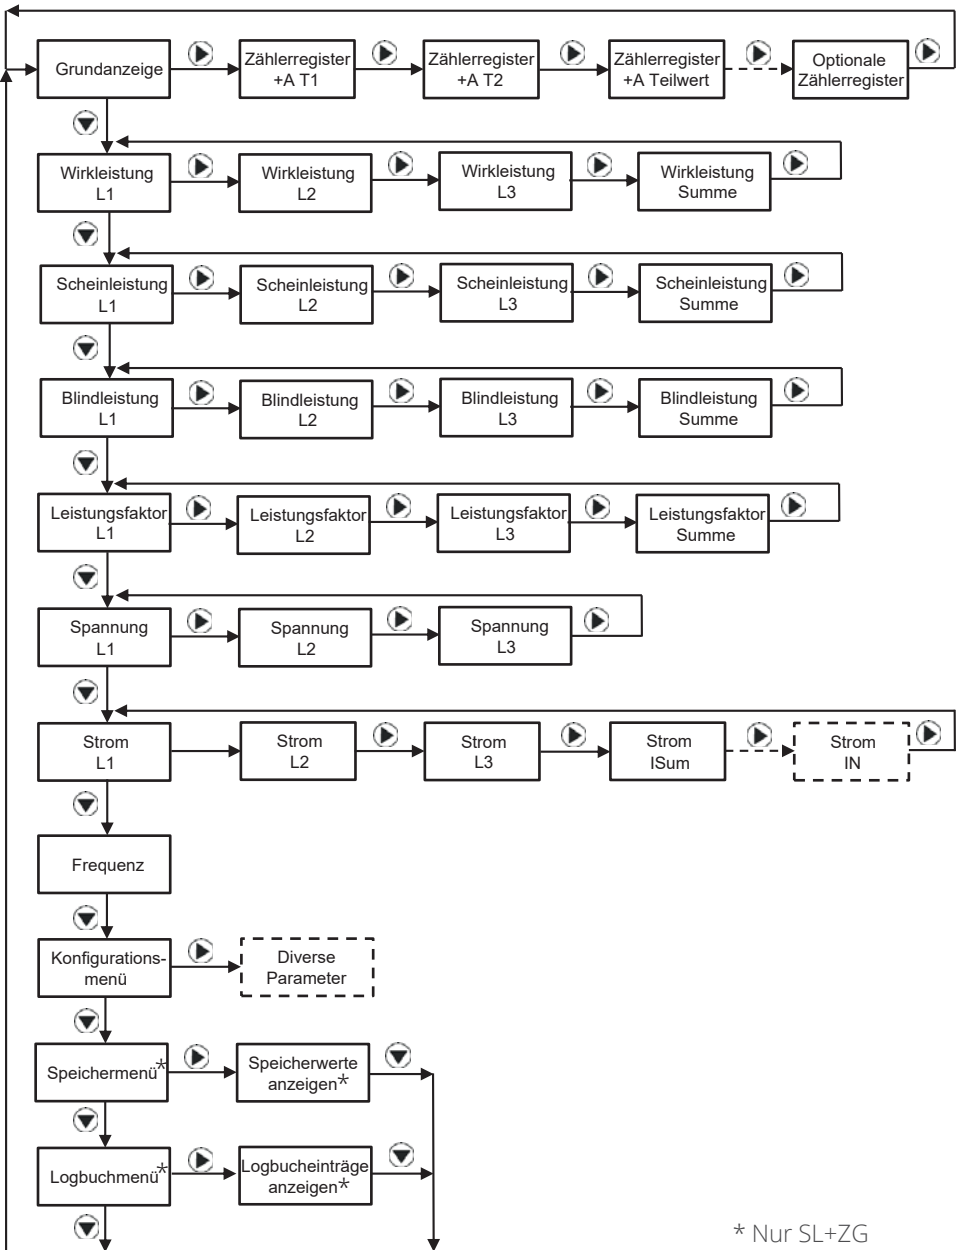 Grundanzeige
Zählerregister
+A T1
Zählerregister
+A T2
Zählerregister
+A Teilwert
Optionale
Zählerregister
Wirkleistung
L1
Wirkleistung
L2
Wirkleistung
L3
Wirkleistung
Summe
Scheinleistung
L1
Scheinleistung
L2
Scheinleistung
L3
Scheinleistung
Summe
Blindleistung
L1
Blindleistung
L2
Blindleistung
L3
Blindleistung
Summe
Leistungsfaktor
L1
Leistungsfaktor
L2
Leistungsfaktor
L3
Leistungsfaktor
Summe
Spannung
L1
Spannung
L2
Spannung
L3
Strom
L1
Strom
L2
Strom
L3
Strom
ISum
Strom
IN
Frequenz
Konfigurations-
menü
Diverse
Parameter
Speichermenü*
Speicherwerte
anzeigen*
Logbuchmenü*
Logbucheinträge
anzeigen*
* Nur SL+ZG